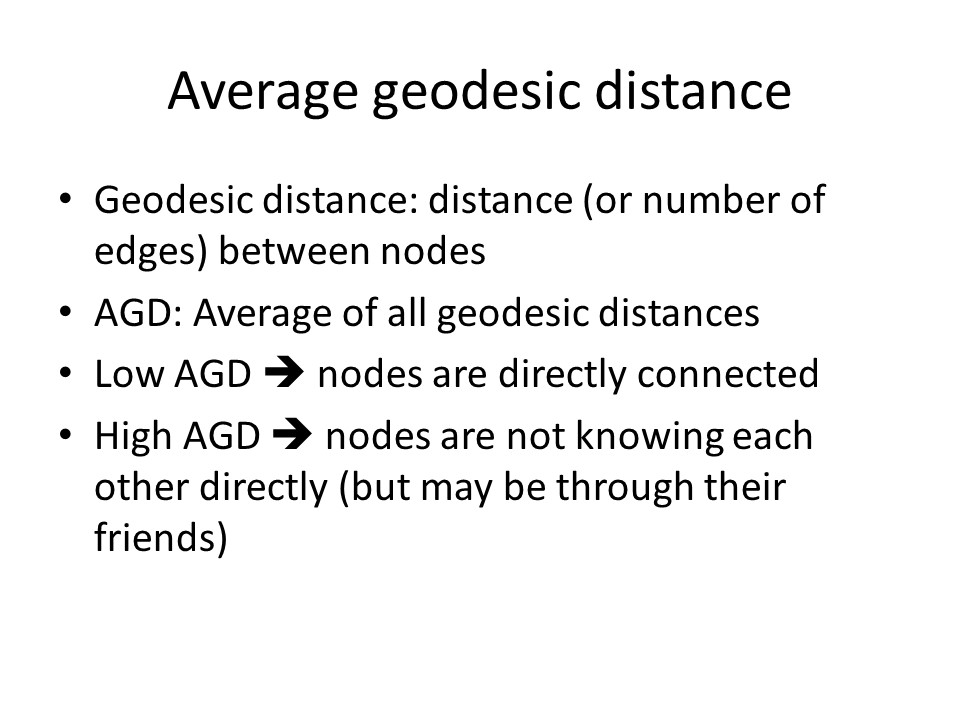 Average geodesic distance
• Geodesic distance: distance (or number of
edges) between nodes
• AGD: Average of all geodesic distances
• Low AGD ➔ nodes are directly connected
• High AGD ➔ nodes are not knowing each
other directly (but may be through their
friends)